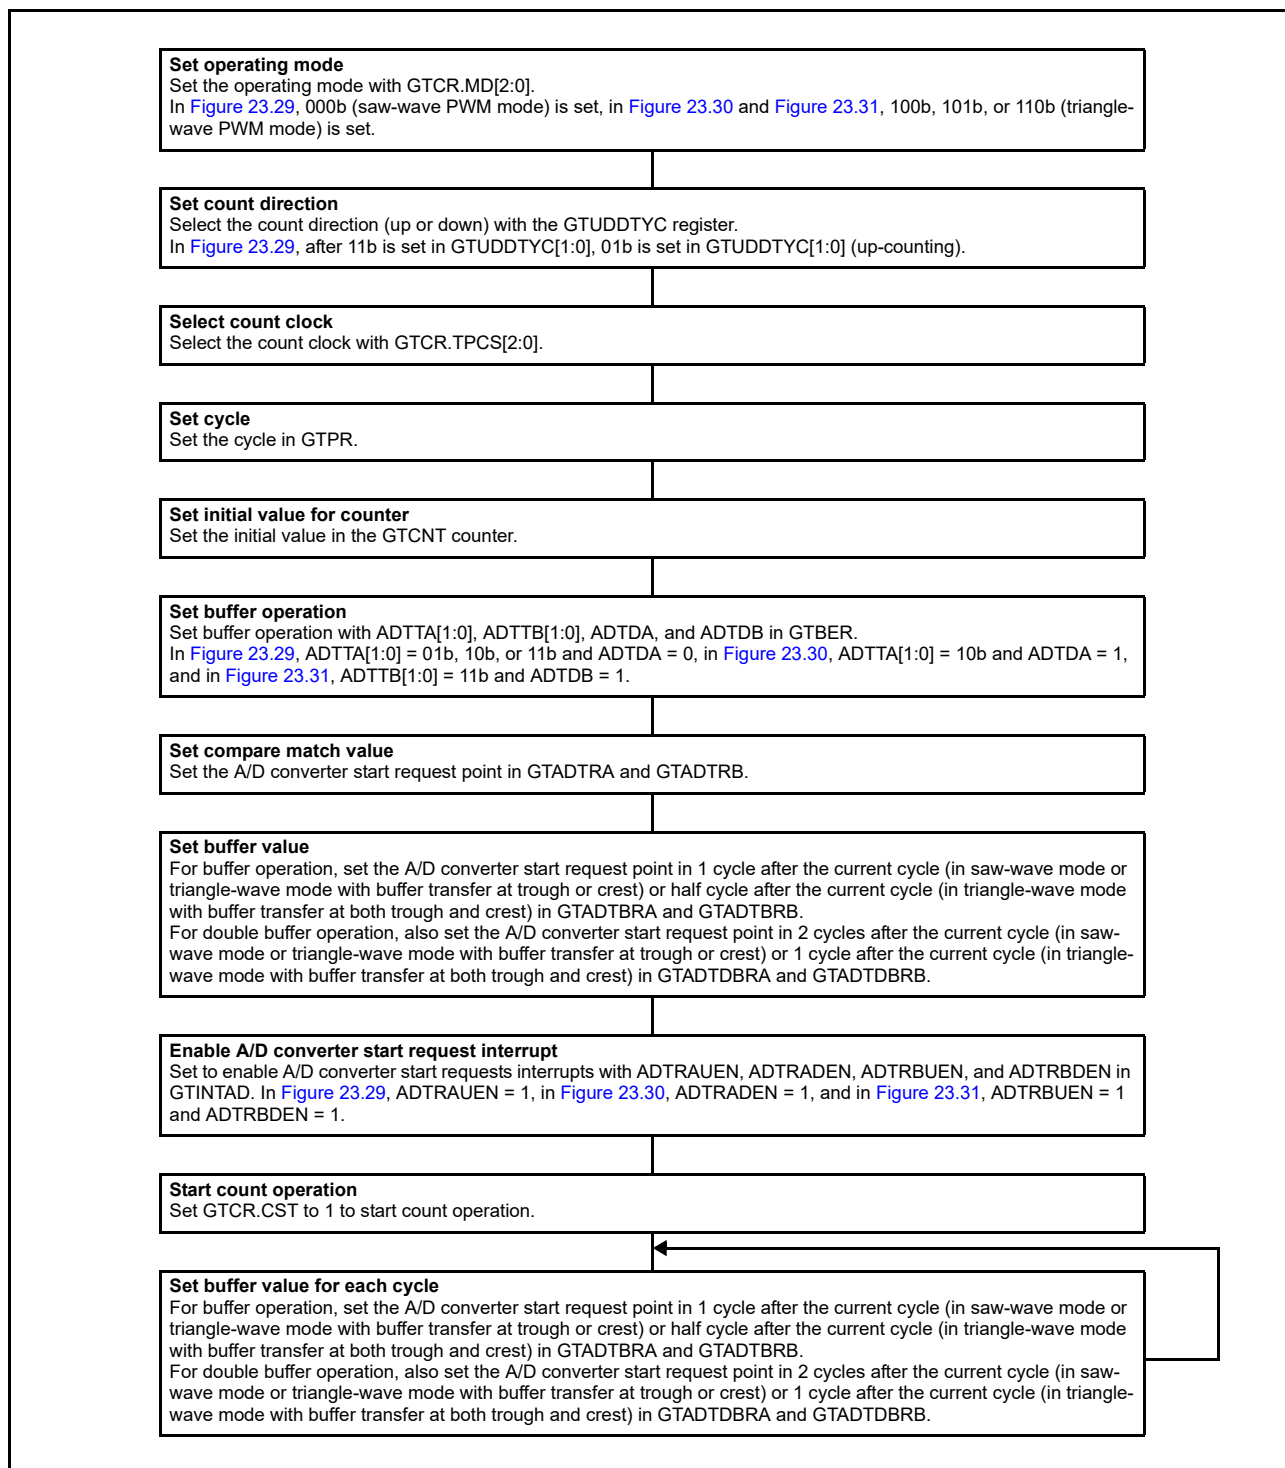 Set operating mode
Set the operating mode with GTCR.MD[2:0].
In Figure 23.29, 000b (saw-wave PWM mode) is set, in Figure 23.30 and Figure 23.31, 100b, 101b, or 110b (triangle-
wave PWM mode) is set.
Set count direction
Select the count direction (up or down) with the GTUDDTYC register.
In Figure 23.29, after 11b is set in GTUDDTYC[1:0], 01b is set in GTUDDTYC[1:0] (up-counting).
Select count clock
Select the count clock with GTCR.TPCS[2:0].
Set cycle
Set the cycle in GTPR.
Set initial value for counter
Set the initial value in the GTCNT counter.
Set buffer operation
Set buffer operation with ADTTA[1:0], ADTTB[1:0], ADTDA, and ADTDB in GTBER.
In Figure 23.29, ADTTA[1:0] = 01b, 10b, or 11b and ADTDA = 0, in Figure 23.30, ADTTA[1:0] = 10b and ADTDA = 1,
and in Figure 23.31, ADTTB[1:0] = 11b and ADTDB = 1.
Set compare match value
Set the A/D converter start request point in GTADTRA and GTADTRB.
Set buffer value
For buffer operation, set the A/D converter start request point in 1 cycle after the current cycle (in saw-wave mode or
triangle-wave mode with buffer transfer at trough or crest) or half cycle after the current cycle (in triangle-wave mode
with buffer transfer at both trough and crest) in GTADTBRA and GTADTBRB.
For double buffer operation, also set the A/D converter start request point in 2 cycles after the current cycle (in saw-
wave mode or triangle-wave mode with buffer transfer at trough or crest) or 1 cycle after the current cycle (in triangle-
wave mode with buffer transfer at both trough and crest) in GTADTDBRA and GTADTDBRB.
Enable A/D converter start request interrupt
Set to enable A/D converter start requests interrupts with ADTRAUEN, ADTRADEN, ADTRBUEN, and ADTRBDEN in
GTINTAD. In Figure 23.29, ADTRAUEN = 1, in Figure 23.30, ADTRADEN = 1, and in Figure 23.31, ADTRBUEN = 1
and ADTRBDEN = 1.
Start count operation
Set GTCR.CST to 1 to start count operation.
Set buffer value for each cycle
For buffer operation, set the A/D converter start request point in 1 cycle after the current cycle (in saw-wave mode or
triangle-wave mode with buffer transfer at trough or crest) or half cycle after the current cycle (in triangle-wave mode
with buffer transfer at both trough and crest) in GTADTBRA and GTADTBRB.
For double buffer operation, also set the A/D converter start request point in 2 cycles after the current cycle (in saw-
wave mode or triangle-wave mode with buffer transfer at trough or crest) or 1 cycle after the current cycle (in triangle-
wave mode with buffer transfer at both trough and crest) in GTADTDBRA and GTADTDBRB.